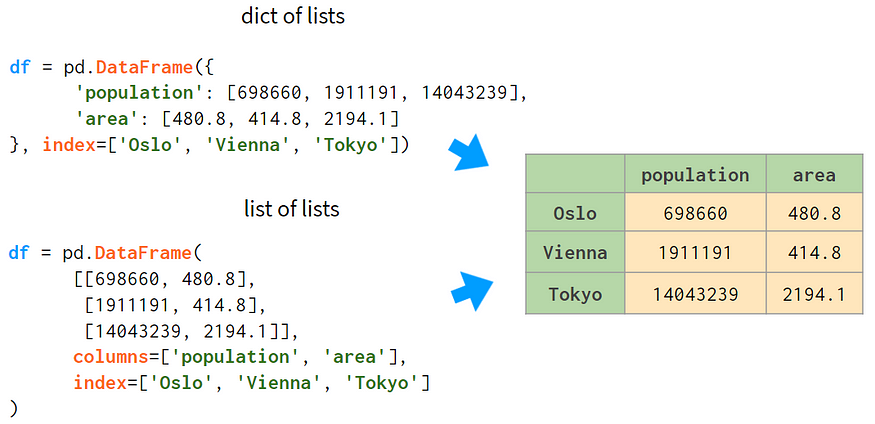 dict of lists
df = pd.DataFrame({
      'population': [698660, 1911191, 14043239],
      'area': [480.8, 414.8, 2194.1]
}, index=['Oslo', 'Vienna', 'Tokyo'])
list of lists
df = pd.DataFrame(
      [[698660, 480.8],
       [1911191, 414.8],
       [14043239, 2194.1]],
      columns=['population', 'area'],
      index=['Oslo', 'Vienna', 'Tokyo']
)
population area
Oslo 698660 480.8
Vienna 1911191 414.8
Tokyo 14043239 2194.1